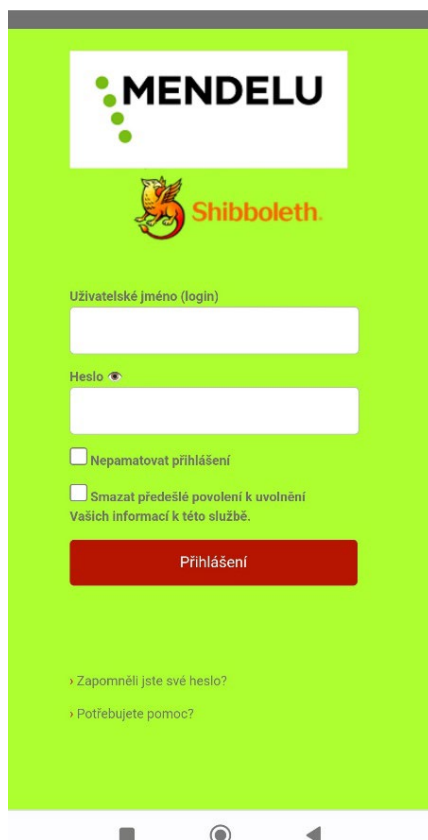 MENDELU
Shibboleth.
Uživatelské jméno (login)
Heslo
Nepamatovat přihlášení
Smazat předešlé povolení k uvolnění
Vašich informací k této službě.
Přihlášení
› Zapomněli jste své heslo?
› Potřebujete pomoc?